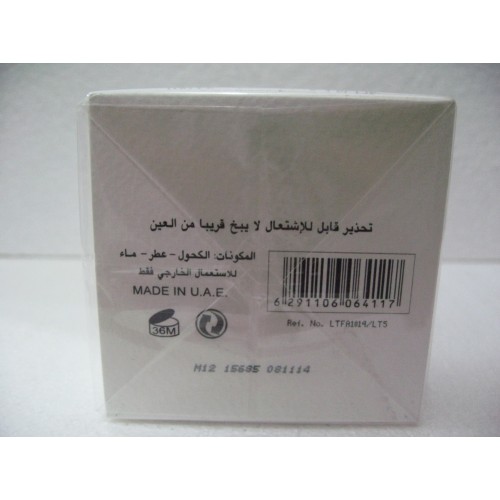 تحذير قابل للإشتعال لا يبخ قريبا من العين
المكونات: الكحول - عطر - ماء
للإستعمال الخارجي فقط
MADE IN U.A.E.
6 291106 064117
Ref. No. LTFA1014/LT5
36M
M12 15685 081114